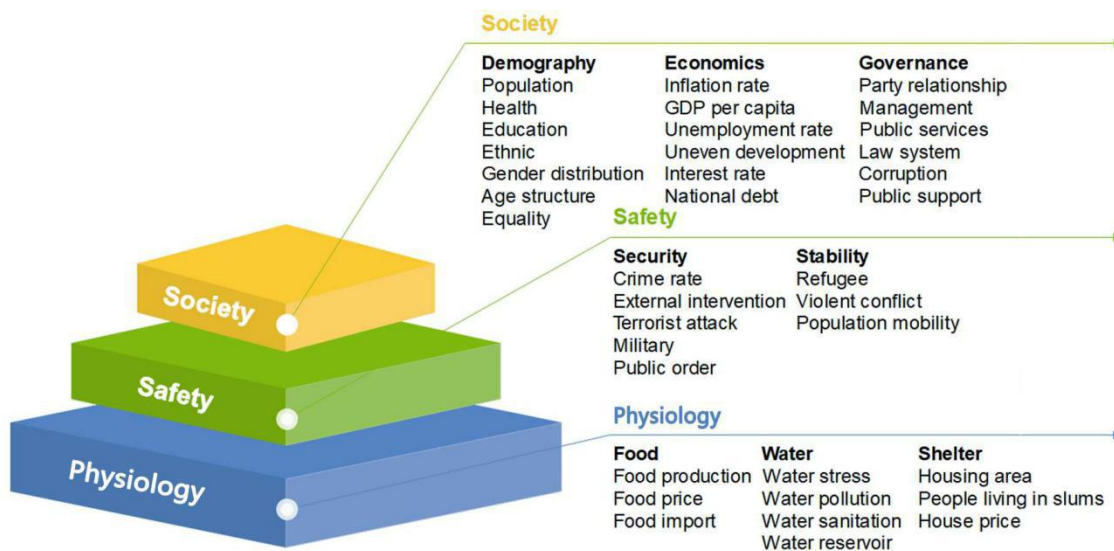 Society
Demography Economics Governance
Population Inflation rate Party relationship
Health GDP per capita Management
Education Unemployment rate Public services
Ethnic Uneven development Law system
Gender distribution Interest rate Corruption
Age structure National debt Public support
Equality
Safety
Security Stability
Crime rate Refugee
External intervention Violent conflict
Terrorist attack Population mobility
Military
Public order
Physiology
Food Water Shelter
Food production Water stress Housing area
Food price Water pollution People living in slums
Food import Water sanitation House price
Water reservoir
Society
Safety
Physiology